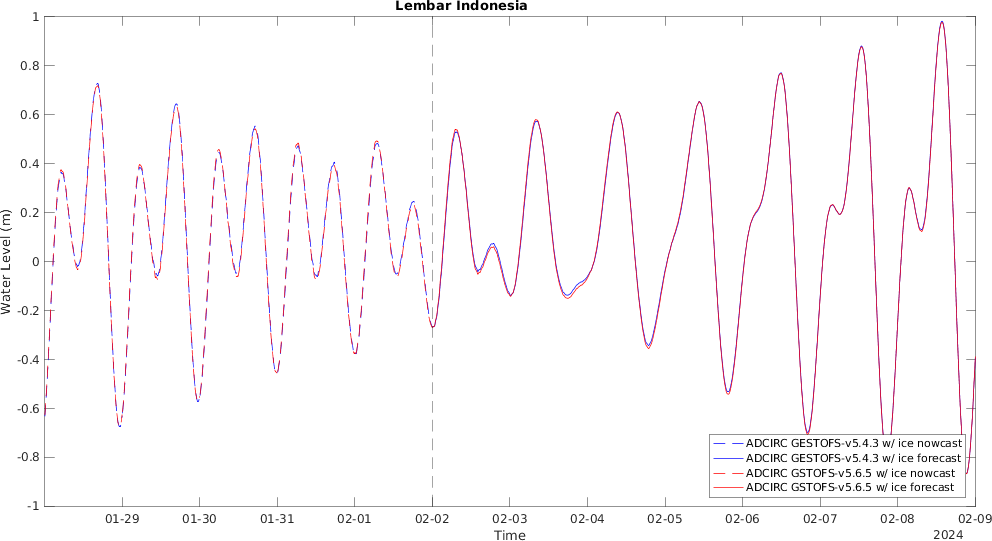 Lembar Indonesia
1
0.8
0.6
0.4
0.2
0
-0.2
-0.4
-0.6
-0.8
-1
Water Level (m)
ADCIRC GESTOFS-v5.4.3 w/ ice nowcast
ADCIRC GESTOFS-v5.4.3 w/ ice forecast
ADCIRC GSTOFS-v5.6.5 w/ ice nowcast
ADCIRC GSTOFS-v5.6.5 w/ ice forecast
01-29 01-30 01-31 02-01 02-02 02-03 02-04 02-05 02-06 02-07 02-08 02-09
Time
2024